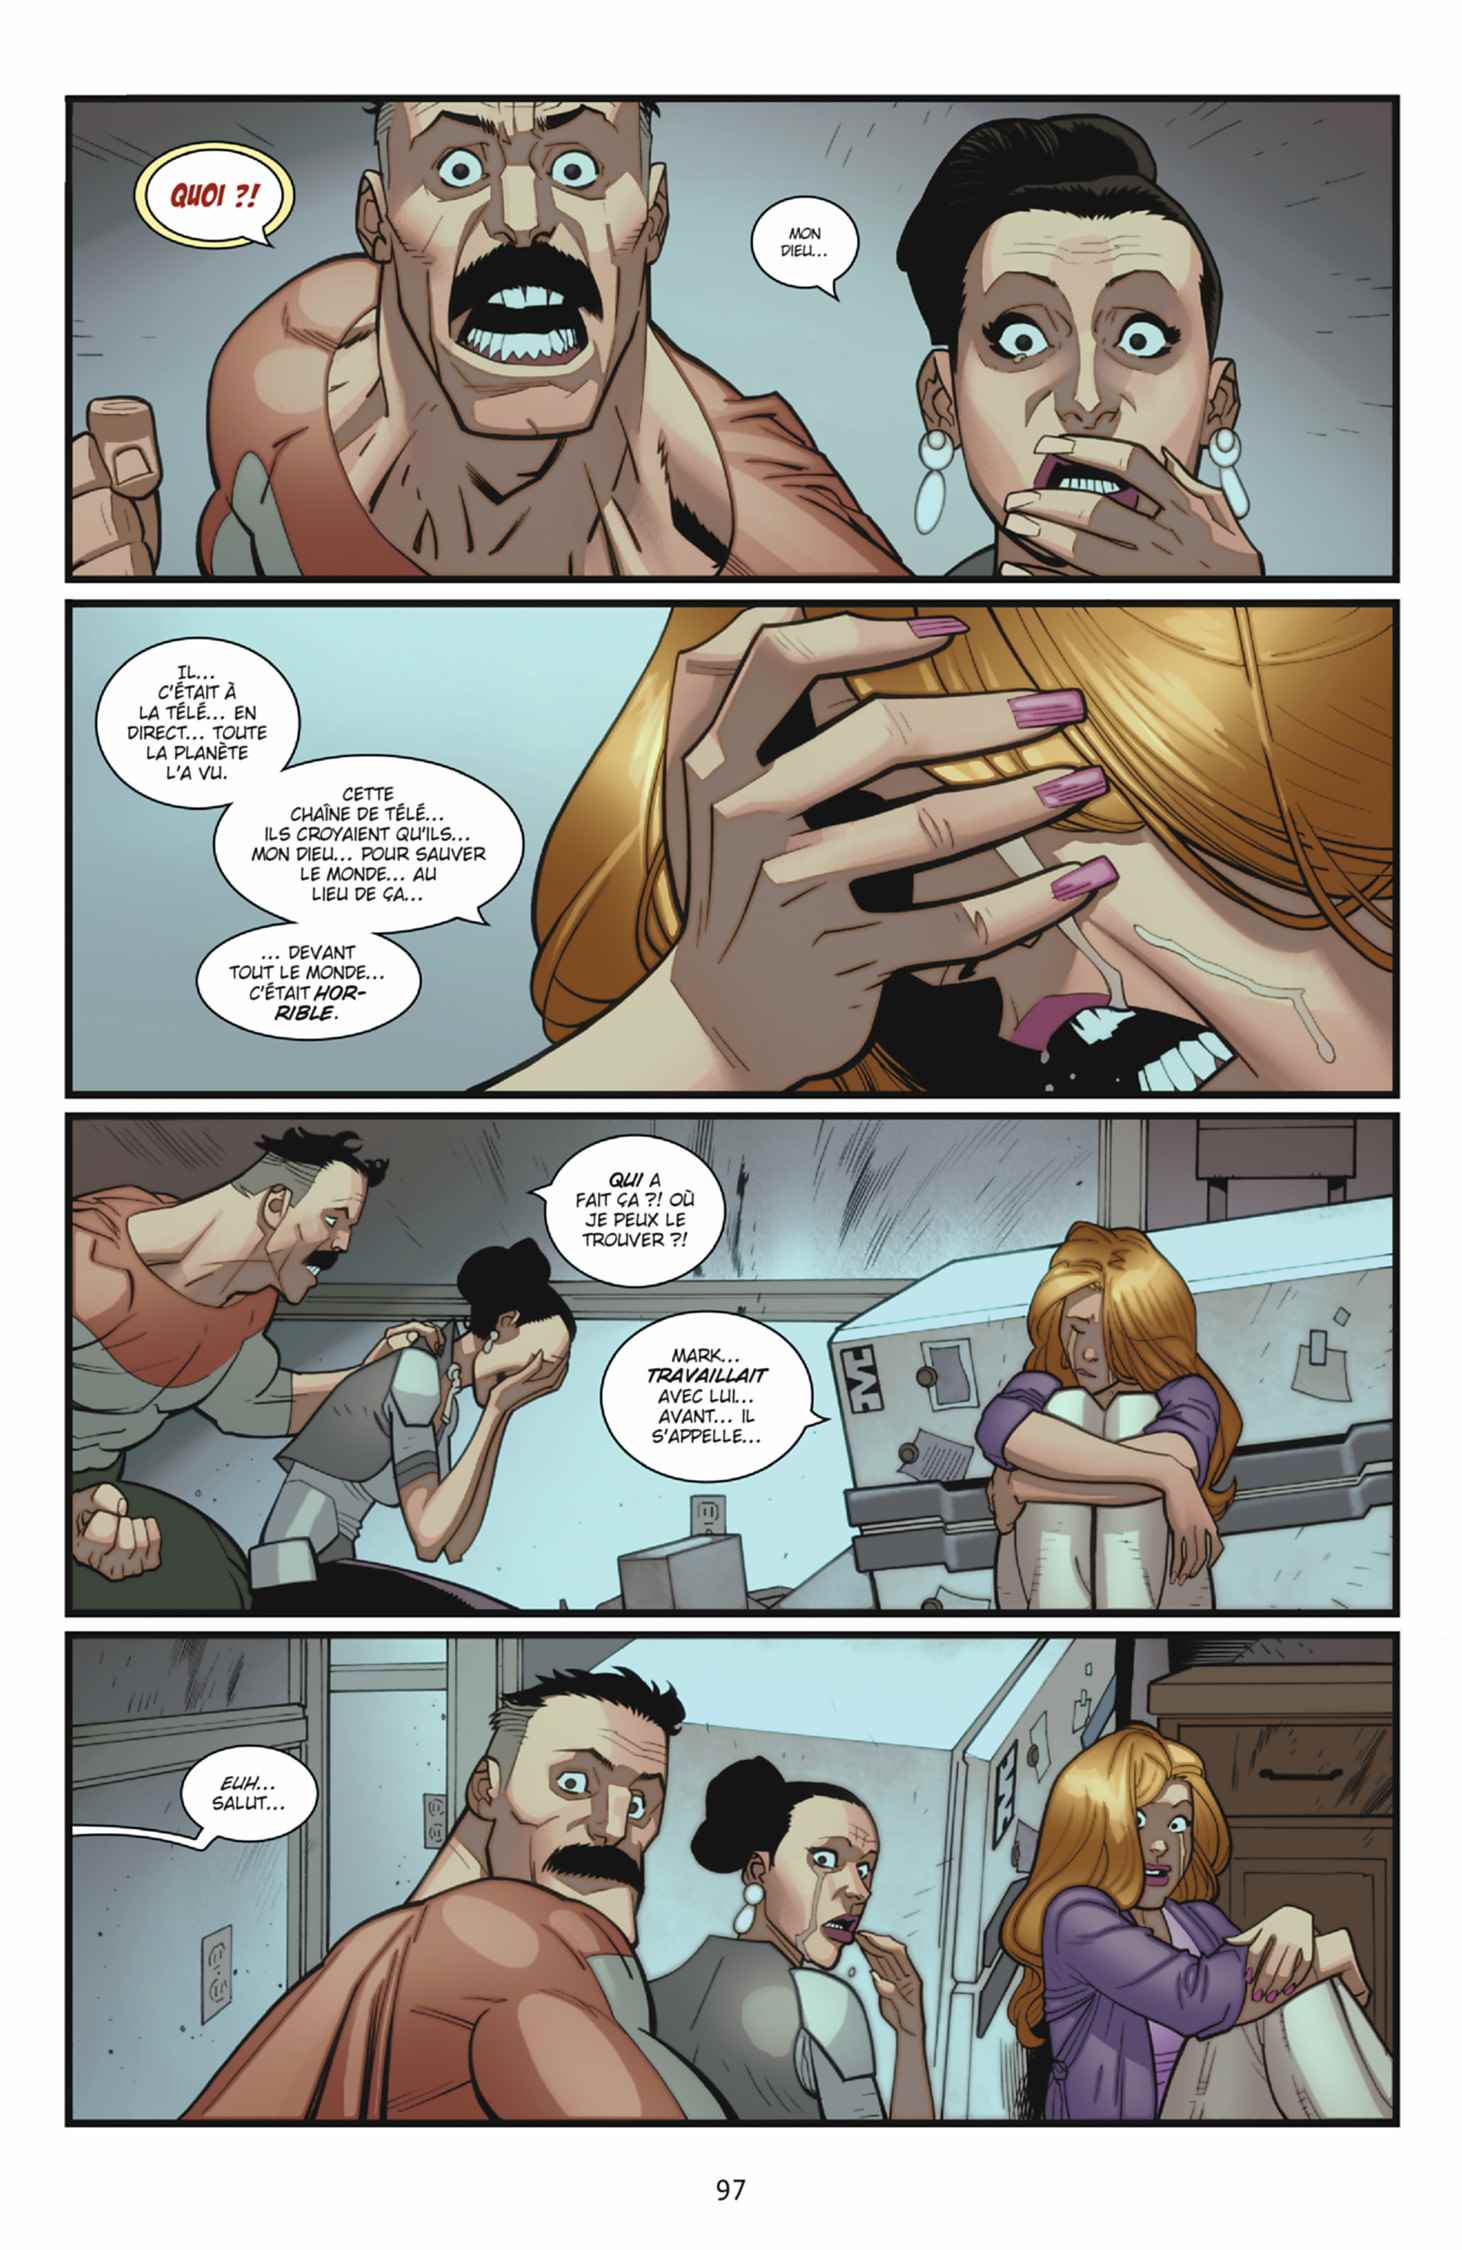 QUOI ?!
MON
DIEU...
IL...
C'ÉTAIT À
LA TÉLÉ... EN
DIRECT... TOUTE
LA PLANÈTE
L'A VU.
CETTE
CHAÎNE DE TÉLÉ...
ILS CROYAIENT QU'ILS...
MON DIEU... POUR SAUVER
LE MONDE... AU
LIEU DE ÇA...
... DEVANT
TOUT LE MONDE...
C'ÉTAIT HOR-
RIBLE.
QUI A
FAIT ÇA ?! OÙ
JE PEUX LE
TROUVER ?!
MARK...
TRAVAILLAIT
AVEC LUI...
AVANT... IL
S'APPELLE...
EUH...
SALUT...
97